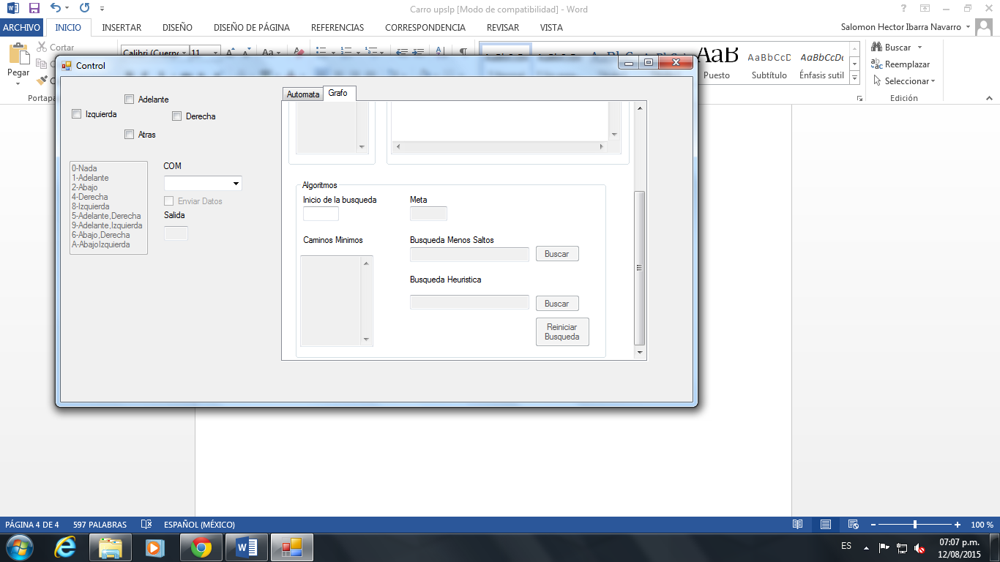 Carro upslp [Modo de compatibilidad] - Word
ARCHIVO INICIO INSERTAR DISEÑO DISEÑO DE PÁGINA REFERENCIAS CORRESPONDENCIA REVISAR VISTA
Salomon Hector Ibarra Navarro
Pegar
Cortar
Calibri (Cuerpo 11
AaB
Puesto
AaBbCcD
Subtítulo
AaBbCcDc
Énfasis sutil
Buscar
Reemplazar
Seleccionar
Edición
Control
Adelante
Izquierda
Derecha
Atras
0-Nada
1-Adelante
2-Abajo
4-Derecha
8-Izquierda
5-Adelante,Derecha
9-Adelante,Izquierda
6-Abajo,Derecha
A-AbajoIzquierda
COM
Enviar Datos
Salida
Automata Grafo
Algoritmos
Inicio de la busqueda
Meta
Caminos Minimos
Busqueda Menos Saltos
Buscar
Busqueda Heuristica
Buscar
Reiniciar
Busqueda
PÁGINA 4 DE 4 597 PALABRAS ESPAÑOL (MÉXICO)
100 %
ES
07:07 p.m.
12/08/2015